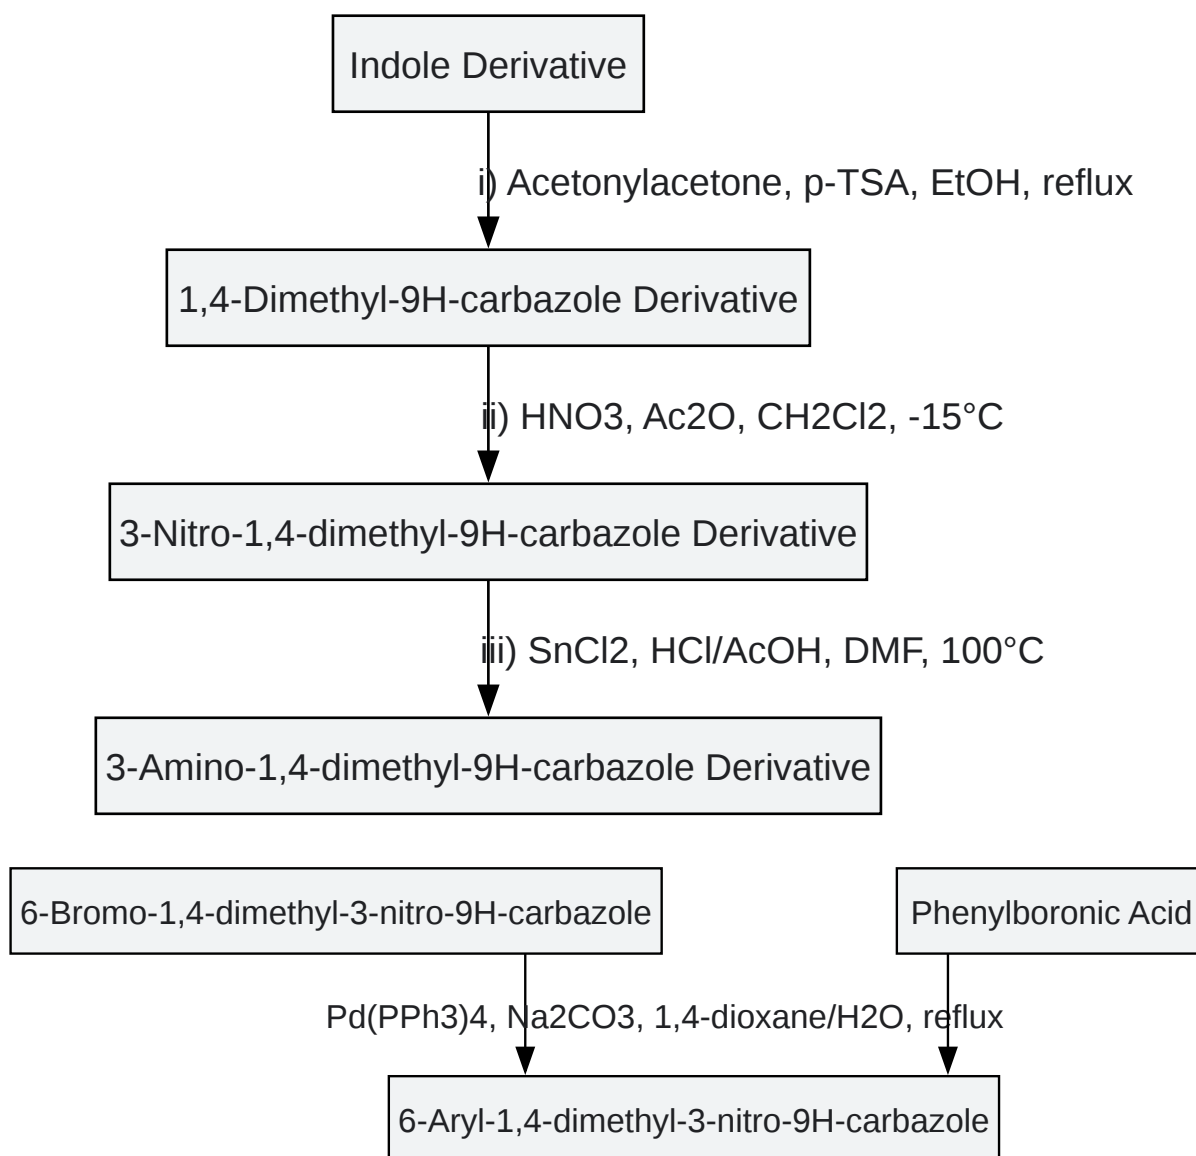 Indole Derivative
i) Acetonylacetone, p-TSA, EtOH, reflux
1,4-Dimethyl-9H-carbazole Derivative
ii) HNO3, Ac2O, CH2Cl2, -15°C
3-Nitro-1,4-dimethyl-9H-carbazole Derivative
iii) SnCl2, HCl/AcOH, DMF, 100°C
3-Amino-1,4-dimethyl-9H-carbazole Derivative
6-Bromo-1,4-dimethyl-3-nitro-9H-carbazole
Phenylboronic Acid
Pd(PPh3)4, Na2CO3, 1,4-dioxane/H2O, reflux
6-Aryl-1,4-dimethyl-3-nitro-9H-carbazole